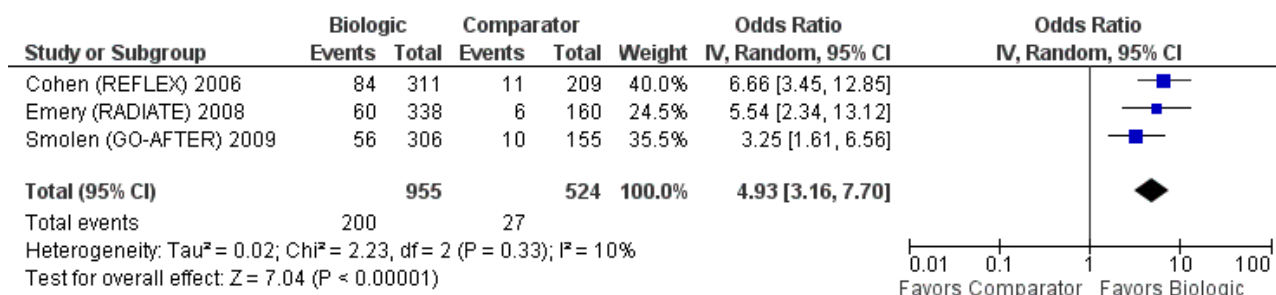 Biologic Comparator Odds Ratio Odds Ratio
Study or Subgroup Events Total Events Total Weight IV, Random, 95% CI IV, Random, 95% CI
Cohen (REFLEX) 2006 84 311 11 209 40.0% 6.66 [3.45, 12.85]
Emery (RADIATE) 2008 60 338 6 160 24.5% 5.54 [2.34, 13.12]
Smolen (GO-AFTER) 2009 56 306 10 155 35.5% 3.25 [1.61, 6.56]
Total (95% CI) 955 524 100.0% 4.93 [3.16, 7.70]
Total events 200 27
Heterogeneity: Tau² = 0.02; Chi² = 2.23, df = 2 (P = 0.33); I² = 10%
Test for overall effect: Z = 7.04 (P < 0.00001)
0.01 0.1 1 10 100
Favors Comparator Favors Biologic